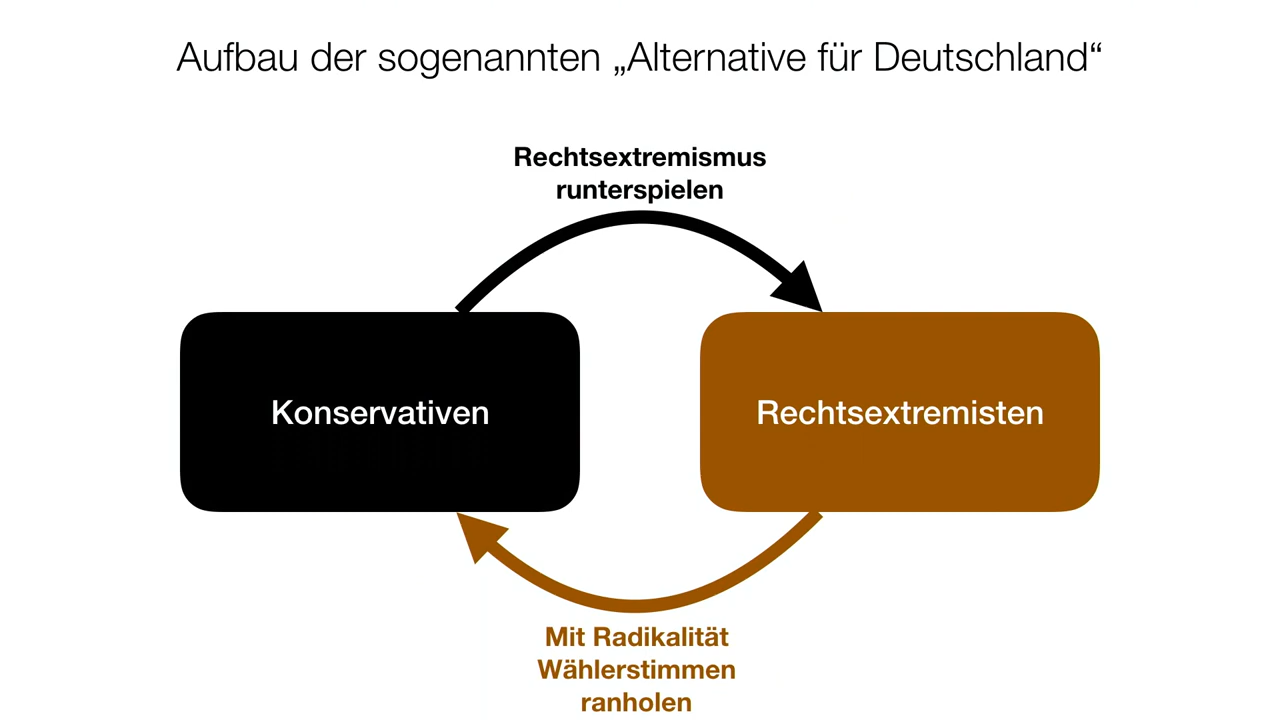 Aufbau der sogenannten „Alternative für Deutschland“
Rechtsextremismus
runterspielen
Konservativen
Rechtsextremisten
Mit Radikalität
Wählerstimmen
ranholen